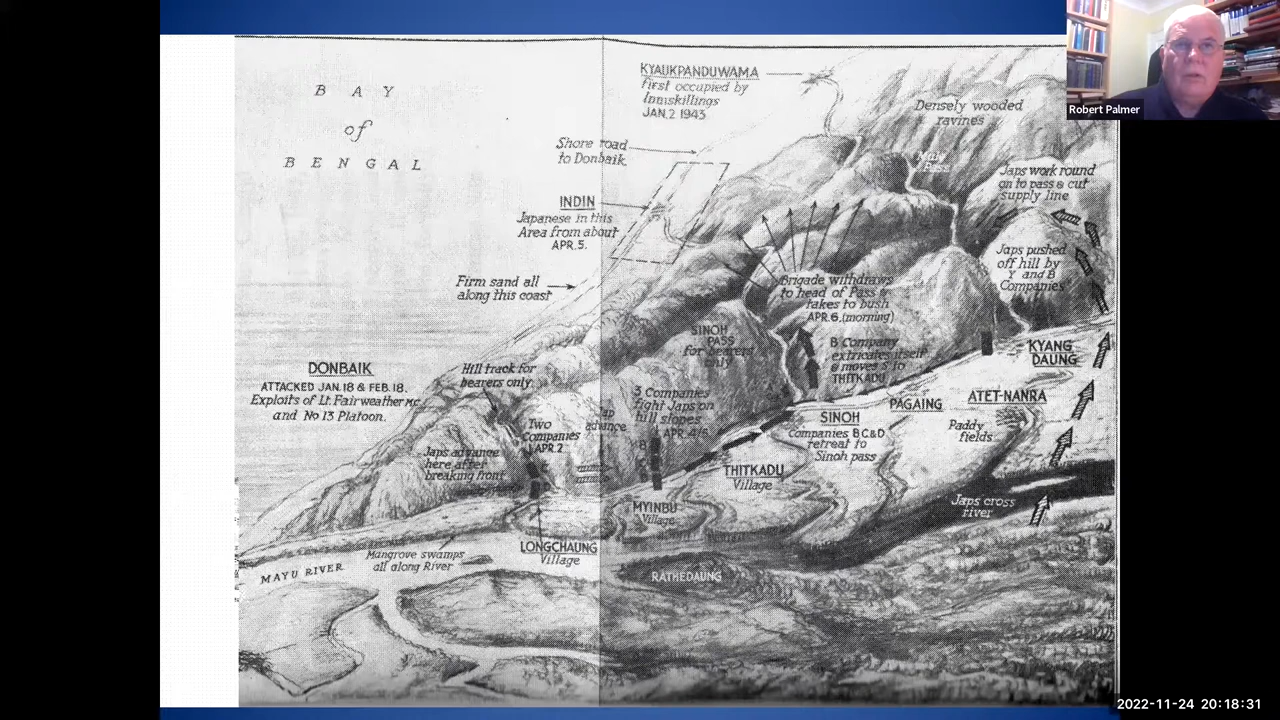 BAY
of
BENGAL
KYAUKPANDUWAMA
first occupied by
Inniskillings
JAN. 2 1943
Densely wooded
ravines
Robert Palmer
Shore road
to Donbaik
Japs work round
on to pass & cut
supply line
INDIN
Japanese in this
Area from about
APR. 5.
Japs pushed
off hill by
Y and B
Companies
Firm sand all
along this coast
Brigade withdraws
to head of Pass &
takes to bush
APR. 6. (morning)
SINOH
PASS
for bearers
only
B Company
extricates itself
& moves S to
THITKADU
KYANG
DAUNG
DONBAIK
ATTACKED JAN 18 & FEB. 18.
Exploits of Lt. Fairweather MC
and No 13 Platoon.
Hill track for
bearers only
3 Companies
fight Japs on
hill slopes
APR. 4/5
ATET-NANRA
PAGAING
SINOH
Companies B C & D
retreat to
Sinoh pass
Paddy
fields
Two
Companies
APR. 2
Japs advance
here after
breaking front
THITKADU
Village
Japs cross
river
MYINBU
Village
LONGCHAUNG
Village
Mangrove swamps
all along River
MAYU RIVER
RATHEDAUNG
2022-11-24 20:18:31